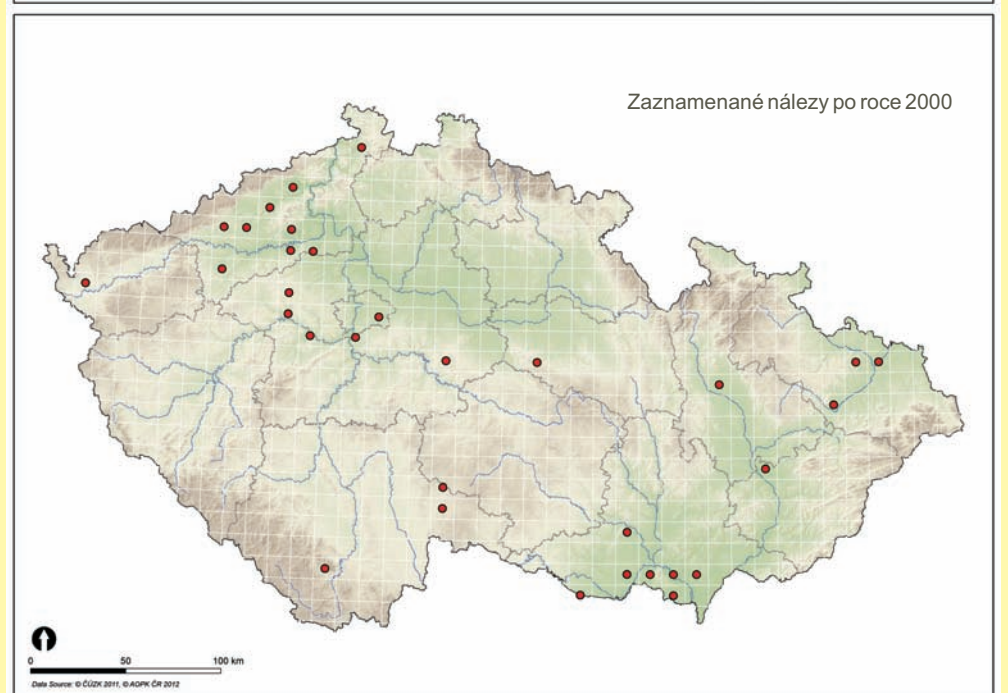 Zaznamenané nálezy po roce 2000
0 50 100 km
Data Source: © ČÚZK 2011, © AOPK ČR 2012